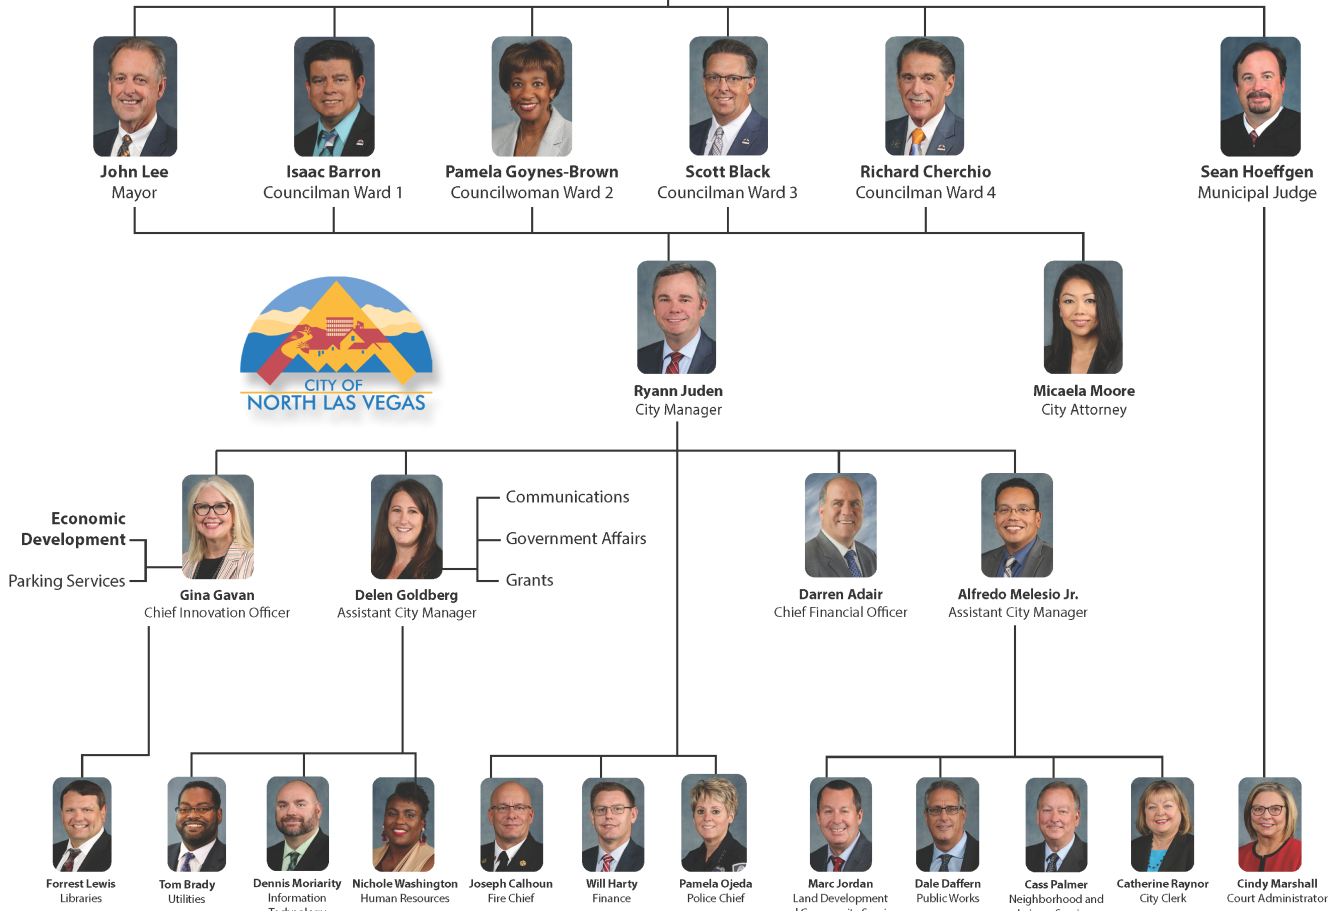 John Lee
Mayor
Isaac Barron
Councilman Ward 1
Pamela Goynes-Brown
Councilwoman Ward 2
Scott Black
Councilman Ward 3
Richard Cherchio
Councilman Ward 4
Sean Hoeffgen
Municipal Judge
CITY OF
NORTH LAS VEGAS
Ryann Juden
City Manager
Micaela Moore
City Attorney
Economic
Development
Parking Services
Gina Gavan
Chief Innovation Officer
Delen Goldberg
Assistant City Manager
Communications
Government Affairs
Grants
Darren Adair
Chief Financial Officer
Alfredo Melesio Jr.
Assistant City Manager
Forrest Lewis
Libraries
Tom Brady
Utilities
Dennis Moriarity
Information
Technology
Nichole Washington
Human Resources
Joseph Calhoun
Fire Chief
Will Harty
Finance
Pamela Ojeda
Police Chief
Marc Jordan
Land Development
Dale Daffern
Public Works
Cass Palmer
Neighborhood and
Catherine Raynor
City Clerk
Cindy Marshall
Court Administrator